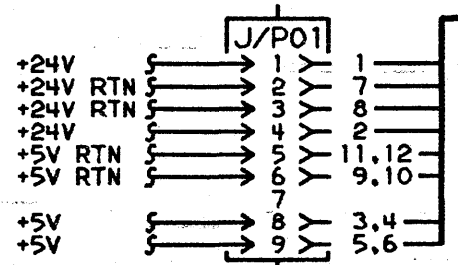 J/P01
+24V 1 1
+24V RTN 2 7
+24V RTN 3 8
+24V 4 2
+5V RTN 5 11,12
+5V RTN 6 9,10
7
+5V 8 3,4
+5V 9 5,6